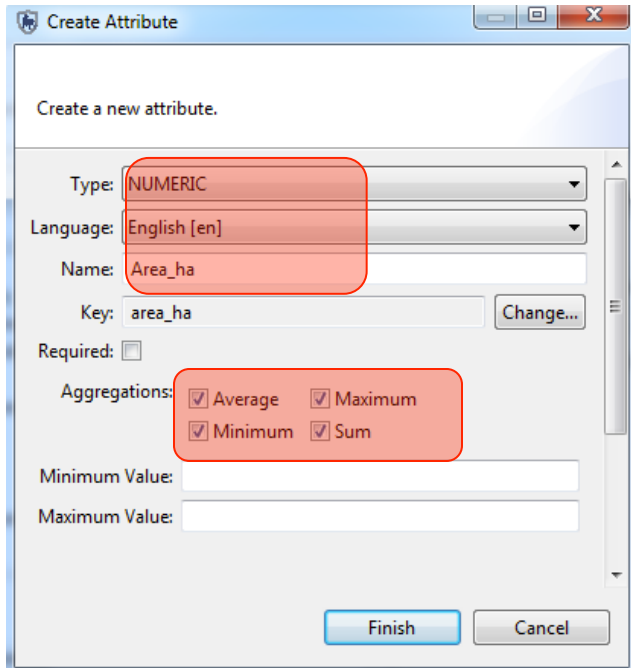 Create Attribute
Create a new attribute.
Type: NUMERIC
Language: English [en]
Name: Area_ha
Key: area_ha Change...
Required:
Aggregations: Average Maximum
Minimum Sum
Minimum Value:
Maximum Value:
Finish Cancel